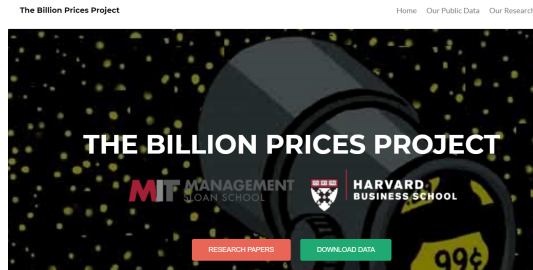 The Billion Prices Project
Home Our Public Data Our Research
THE BILLION PRICES PROJECT
MIT MANAGEMENT
SLOAN SCHOOL
HARVARD
BUSINESS SCHOOL
RESEARCH PAPERS DOWNLOAD DATA
99¢